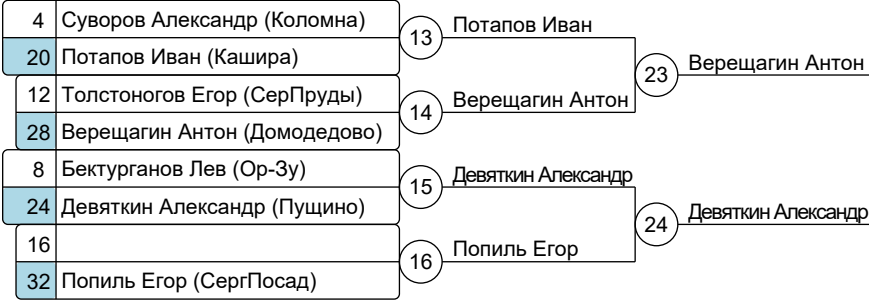 4 Суворов Александр (Коломна)
20 Потапов Иван (Кашира)
13 Потапов Иван
12 Толстоногов Егор (СерПруды)
28 Верещагин Антон (Домодедово)
14 Верещагин Антон
23 Верещагин Антон
8 Бектурганов Лев (Ор-Зу)
24 Девяткин Александр (Пущино)
15 Девяткин Александр
16
32 Попиль Егор (СергПосад)
16 Попиль Егор
24 Девяткин Александр